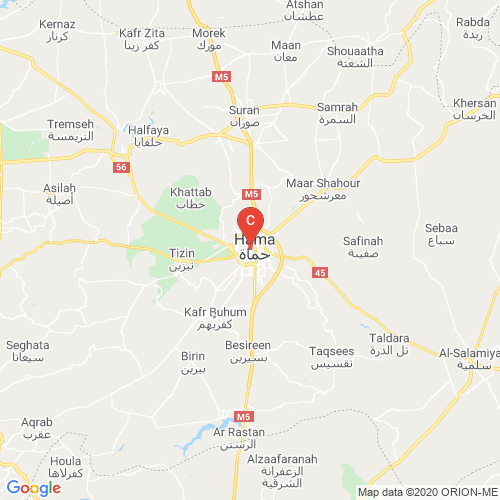 Atshan
عطشان
Kernaz
كرناز
Kafr Zita
كفر زيتا
Morek
مورك
Maan
معان
Rabda
ربدة
Shouaatha
الشعثة
M5
Suran
صوران
Samrah
السمرة
Khersan
الخرسان
Tremseh
التريمسة
Halfaya
حلفايا
56
Asilah
أصيلة
Khattab
خطاب
M5
Maar Shahour
معرشحور
C
Hama
حماة
Tizin
تيزين
Safinah
صفينة
Sebaa
سباع
45
Kafr Buhum
كفربهم
Seghata
سيغاتا
Birin
بيرين
Besireen
بسيرين
Taqsees
تقسيس
Taldara
تل الدرة
Al-Salamiya
سلمية
Aqrab
عقرب
M5
Ar Rastan
الرستن
Houla
كفرلاها
Alzaafaranah
الزعفرانة
الشرقية
Google
Map data ©2020 ORION-ME